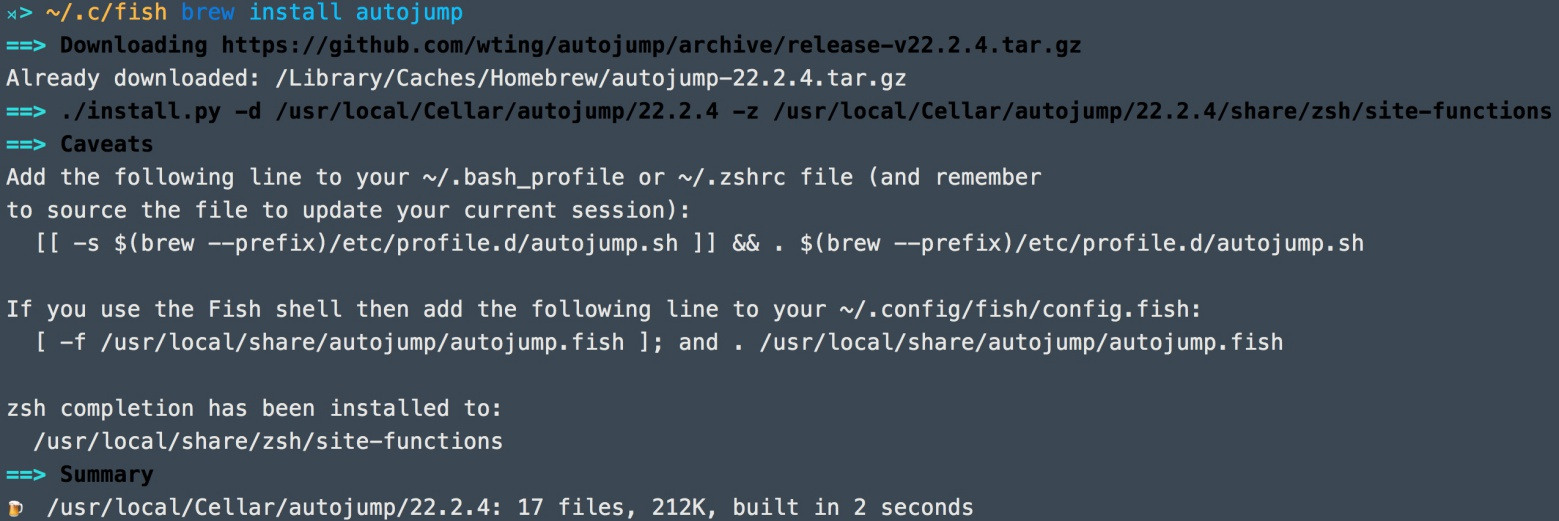 ⋊> ~/.c/fish brew install autojump
==> Downloading https://github.com/wting/autojump/archive/release-v22.2.4.tar.gz
Already downloaded: /Library/Caches/Homebrew/autojump-22.2.4.tar.gz
==> ./install.py -d /usr/local/Cellar/autojump/22.2.4 -z /usr/local/Cellar/autojump/22.2.4/share/zsh/site-functions
==> Caveats
Add the following line to your ~/.bash_profile or ~/.zshrc file (and remember
to source the file to update your current session):
  [[ -s $(brew --prefix)/etc/profile.d/autojump.sh ]] && . $(brew --prefix)/etc/profile.d/autojump.sh

If you use the Fish shell then add the following line to your ~/.config/fish/config.fish:
  [ -f /usr/local/share/autojump/autojump.fish ]; and . /usr/local/share/autojump/autojump.fish

zsh completion has been installed to:
  /usr/local/share/zsh/site-functions
==> Summary
🍺  /usr/local/Cellar/autojump/22.2.4: 17 files, 212K, built in 2 seconds